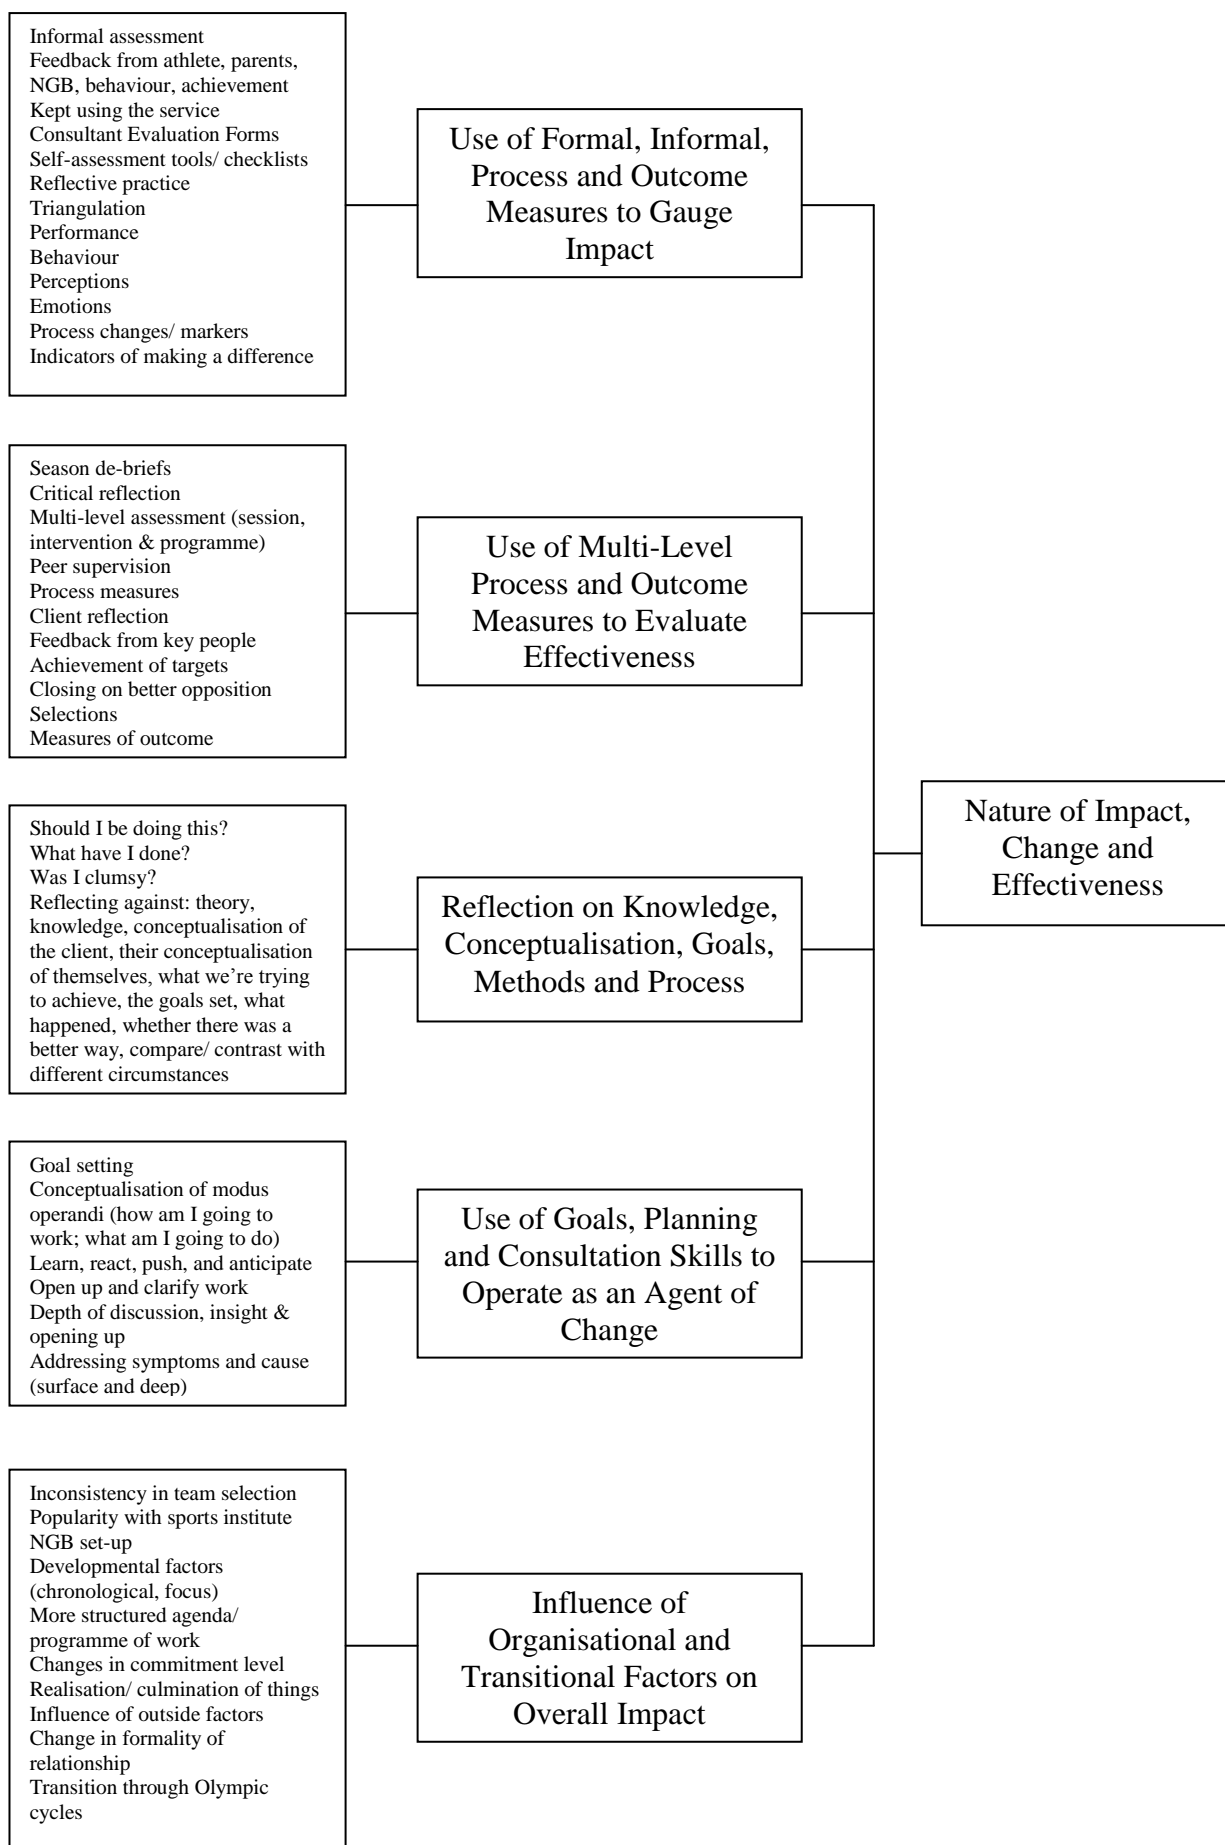 Informal assessment
Feedback from athlete, parents,
NGB, behaviour, achievement
Kept using the service
Consultant Evaluation Forms
Self-assessment tools/ checklists
Reflective practice
Triangulation
Performance
Behaviour
Perceptions
Emotions
Process changes/ markers
Indicators of making a difference
Use of Formal, Informal,
Process and Outcome
Measures to Gauge
Impact
Season de-briefs
Critical reflection
Multi-level assessment (session,
intervention & programme)
Peer supervision
Process measures
Client reflection
Feedback from key people
Achievement of targets
Closing on better opposition
Selections
Measures of outcome
Use of Multi-Level
Process and Outcome
Measures to Evaluate
Effectiveness
Should I be doing this?
What have I done?
Was I clumsy?
Reflecting against: theory,
knowledge, conceptualisation of
the client, their conceptualisation
of themselves, what we’re trying
to achieve, the goals set, what
happened, whether there was a
better way, compare/ contrast with
different circumstances
Reflection on Knowledge,
Conceptualisation, Goals,
Methods and Process
Goal setting
Conceptualisation of modus
operandi (how am I going to
work; what am I going to do)
Learn, react, push, and anticipate
Open up and clarify work
Depth of discussion, insight &
opening up
Addressing symptoms and cause
(surface and deep)
Use of Goals, Planning
and Consultation Skills to
Operate as an Agent of
Change
Inconsistency in team selection
Popularity with sports institute
NGB set-up
Developmental factors
(chronological, focus)
More structured agenda/
programme of work
Changes in commitment level
Realisation/ culmination of things
Influence of outside factors
Change in formality of
relationship
Transition through Olympic
cycles
Influence of
Organisational and
Transitional Factors on
Overall Impact
Nature of Impact,
Change and
Effectiveness